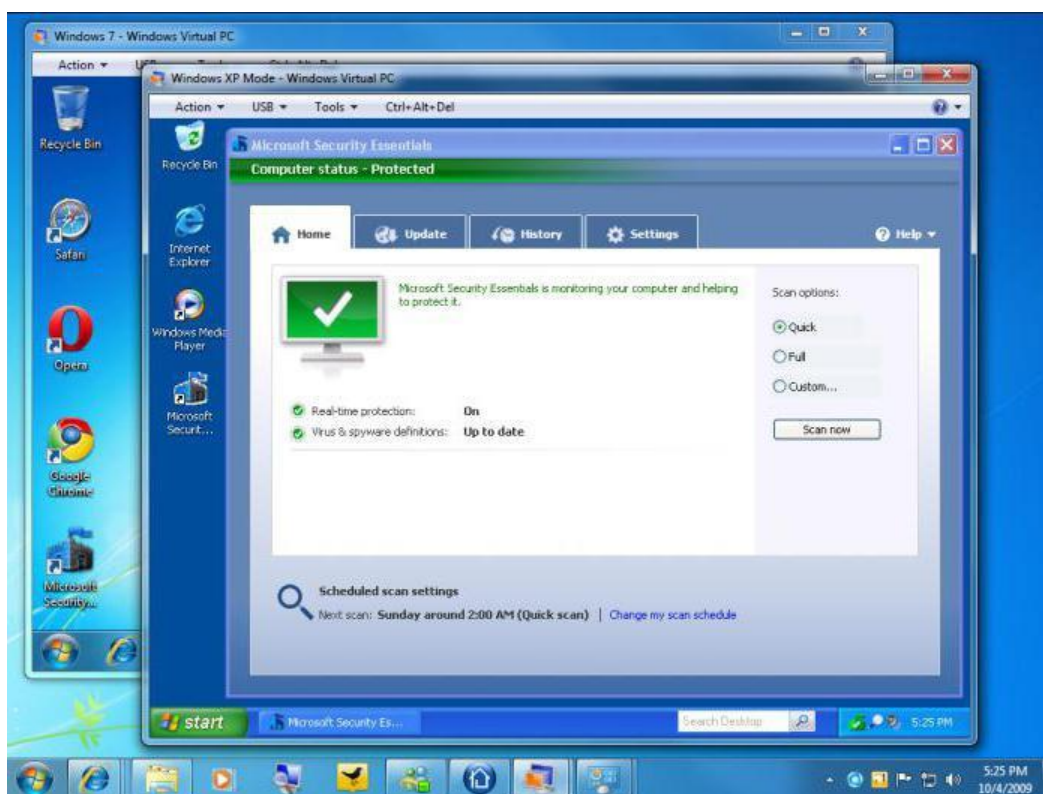 Windows 7 - Windows Virtual PC
Action
Windows XP Mode - Windows Virtual PC
Action USB Tools Ctrl+Alt+Del
Recycle Bin
Safari
Opera
Google Chrome
Microsoft Security...
Recycle Bin
Internet Explorer
Windows Media Player
Microsoft Securit...
Microsoft Security Essentials
Computer status - Protected
Home Update History Settings Help
Microsoft Security Essentials is monitoring your computer and helping
to protect it.
Real-time protection: On
Virus & spyware definitions: Up to date
Scan options:
Quick
Full
Custom...
Scan now
Scheduled scan settings
Next scan: Sunday around 2:00 AM (Quick scan) | Change my scan schedule
start Microsoft Security Es... Search Desktop 5:25 PM
5:25 PM
10/4/2009